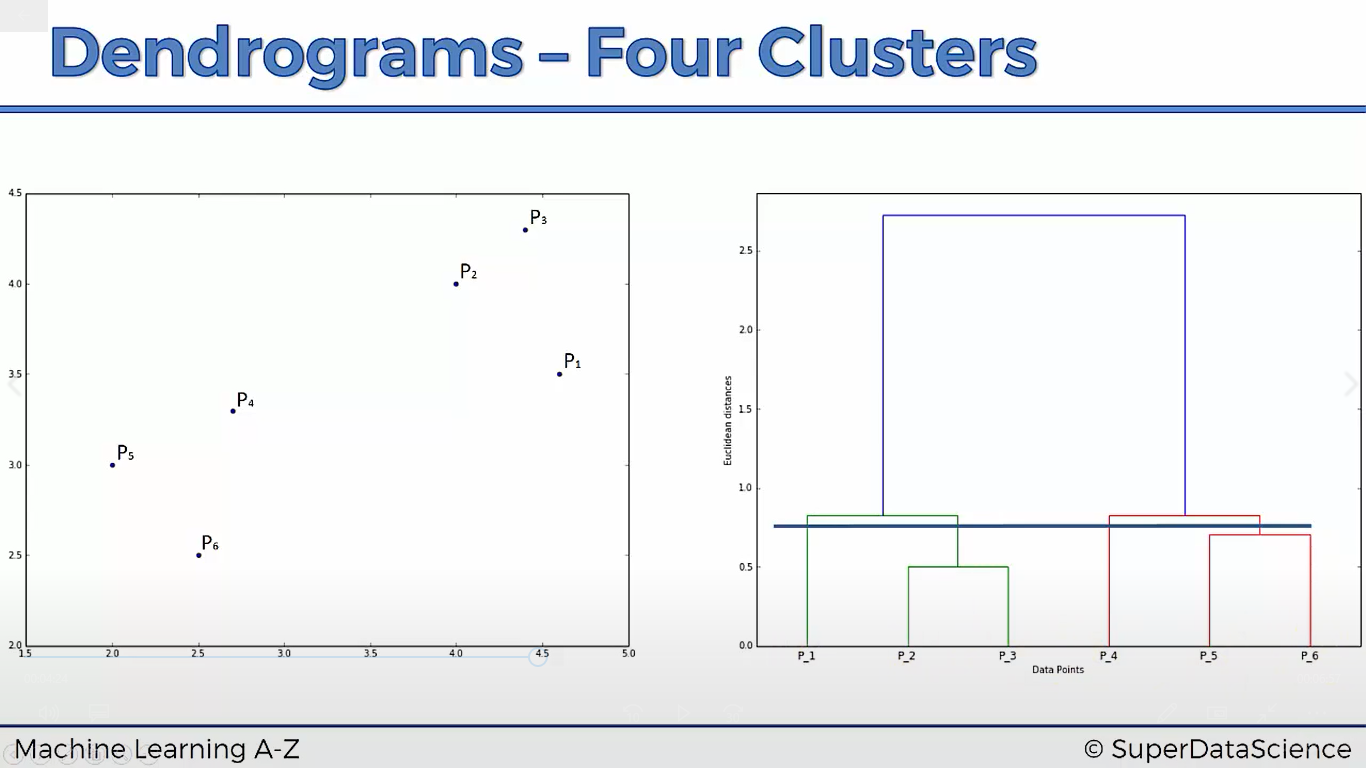 Dendrograms – Four Clusters
4.5
4.0
3.5
3.0
2.5
2.0
1.5 2.0 2.5 3.0 3.5 4.0 4.5 5.0
P₃
P₂
P₁
P₄
P₅
P₆
Euclidean distances
2.5
2.0
1.5
1.0
0.5
0.0
P_1 P_2 P_3 P_4 P_5 P_6
Data Points
Machine Learning A-Z
© SuperDataScience